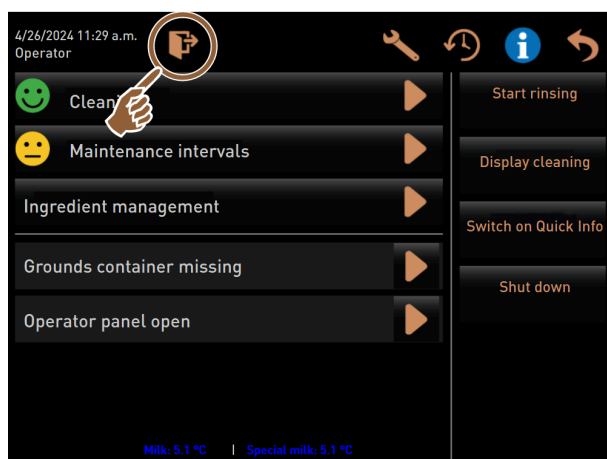 4/26/2024 11:29 a.m.
Operator
Start rinsing
Maintenance intervals
Display cleaning
Ingredient management
Switch on Quick Info
Grounds container missing
Shut down
Operator panel open
Milk: 5.1 °C | Special milk: 5.1 °C